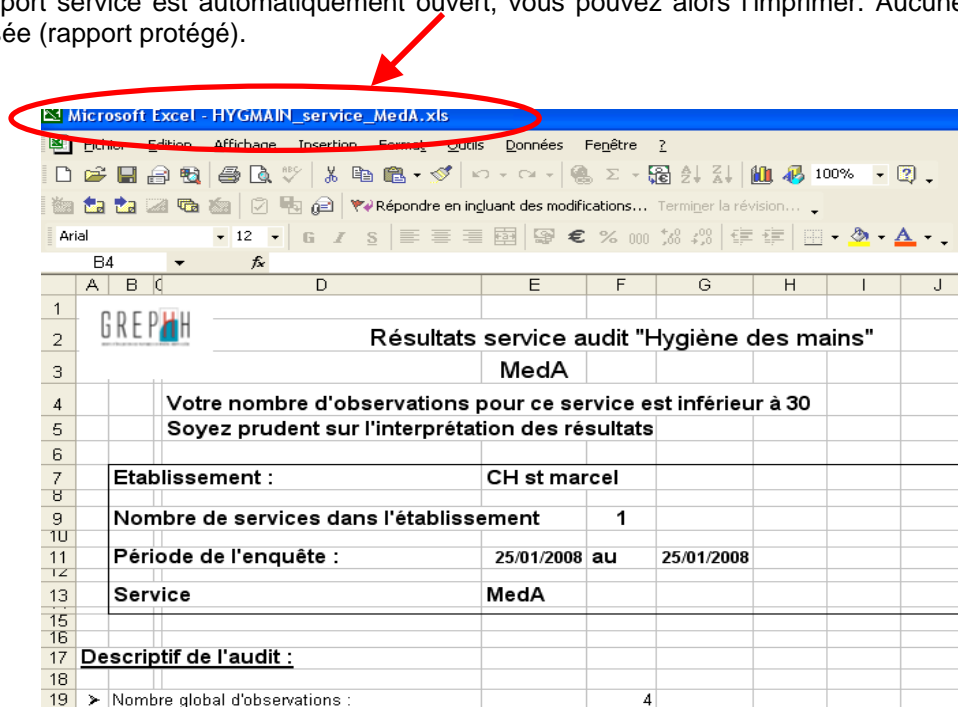 port service est automatiquement ouvert, vous pouvez alors l'imprimer. Aucune
sée (rapport protégé).
Microsoft Excel - HYGMAIN_service_MedA.xls
Fichier Edition Affichage Insertion Format Outils Données Fenêtre ?
100%
Répondre en incluant des modifications... Terminer la révision...
Arial 12 G I S € % 000
B4 fx
A B C D E F G H I J
1
2 GREPHH Résultats service audit "Hygiène des mains"
3 MedA
4 Votre nombre d'observations pour ce service est inférieur à 30
5 Soyez prudent sur l'interprétation des résultats
6
7 Etablissement : CH st marcel
8
9 Nombre de services dans l'établissement 1
10
11 Période de l'enquête : 25/01/2008 au 25/01/2008
12
13 Service MedA
15
16
17 Descriptif de l'audit :
18
19 ➤ Nombre global d'observations : 4